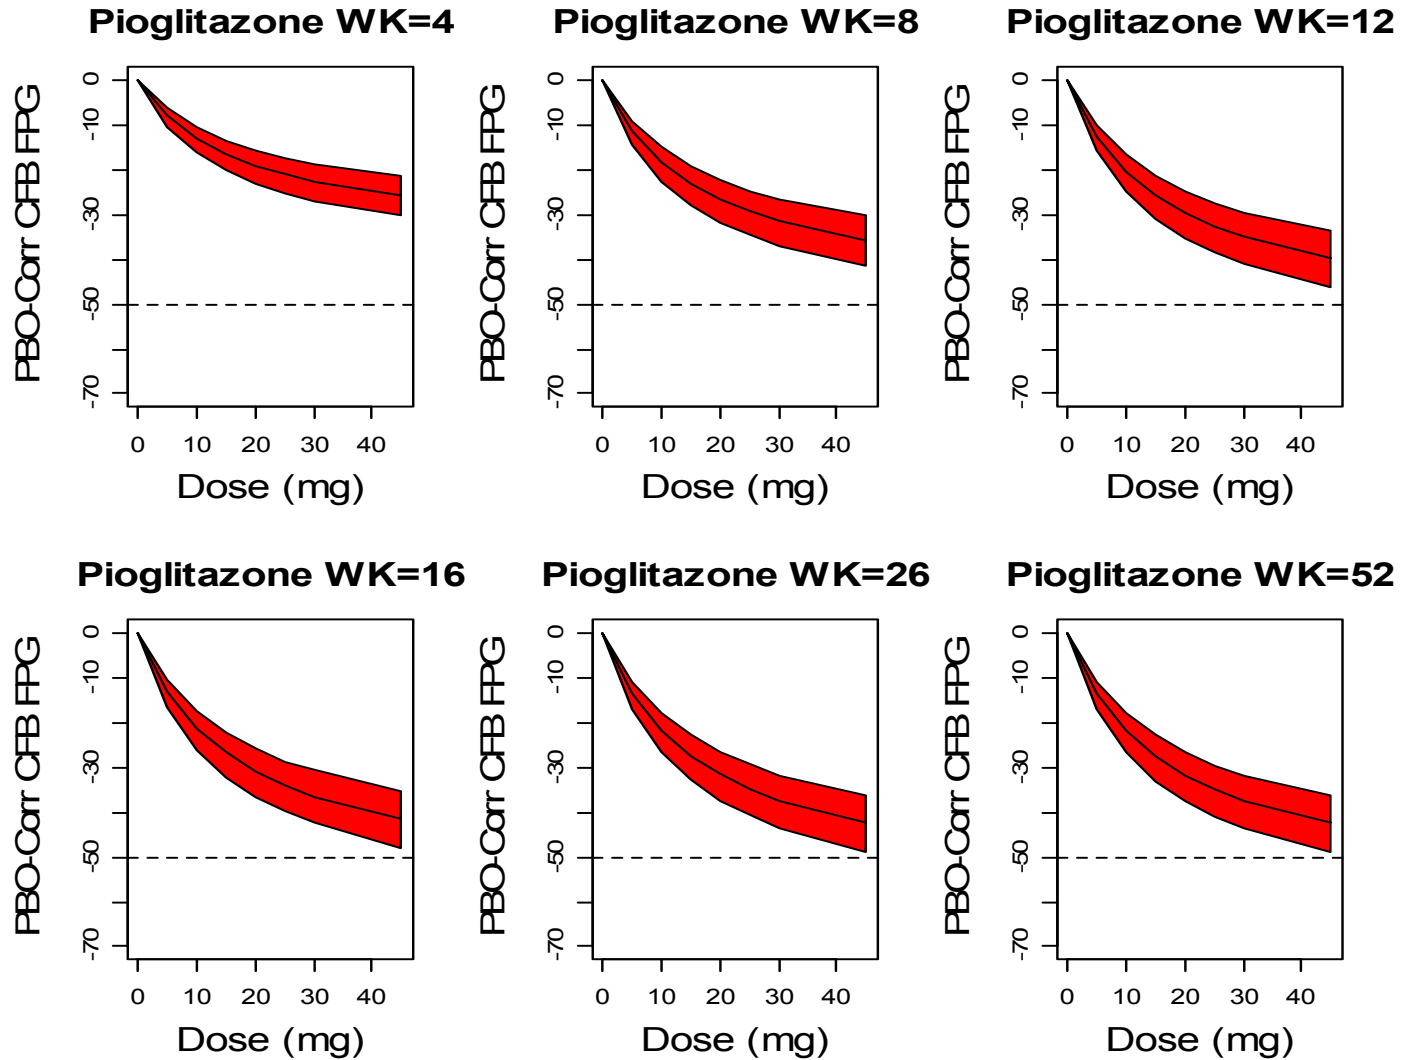 Pioglitazone WK=4
PBO-Corr CFB FPG
0
-10
-30
-50
-70
0 10 20 30 40
Dose (mg)
Pioglitazone WK=8
PBO-Corr CFB FPG
0
-10
-30
-50
-70
0 10 20 30 40
Dose (mg)
Pioglitazone WK=12
PBO-Corr CFB FPG
0
-10
-30
-50
-70
0 10 20 30 40
Dose (mg)
Pioglitazone WK=16
PBO-Corr CFB FPG
0
-10
-30
-50
-70
0 10 20 30 40
Dose (mg)
Pioglitazone WK=26
PBO-Corr CFB FPG
0
-10
-30
-50
-70
0 10 20 30 40
Dose (mg)
Pioglitazone WK=52
PBO-Corr CFB FPG
0
-10
-30
-50
-70
0 10 20 30 40
Dose (mg)